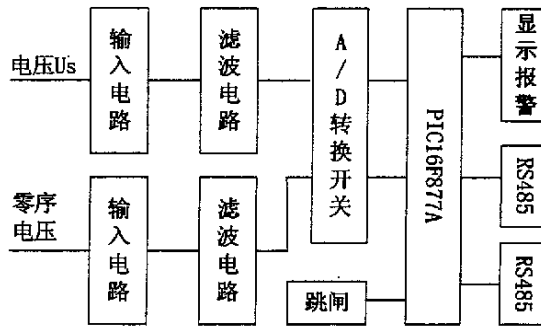 电压Us
输入电路
滤波电路
A/D转换开关
PIC16F877A
显示报警
零序
电压
输入电路
滤波电路
跳闸
RS485
RS485